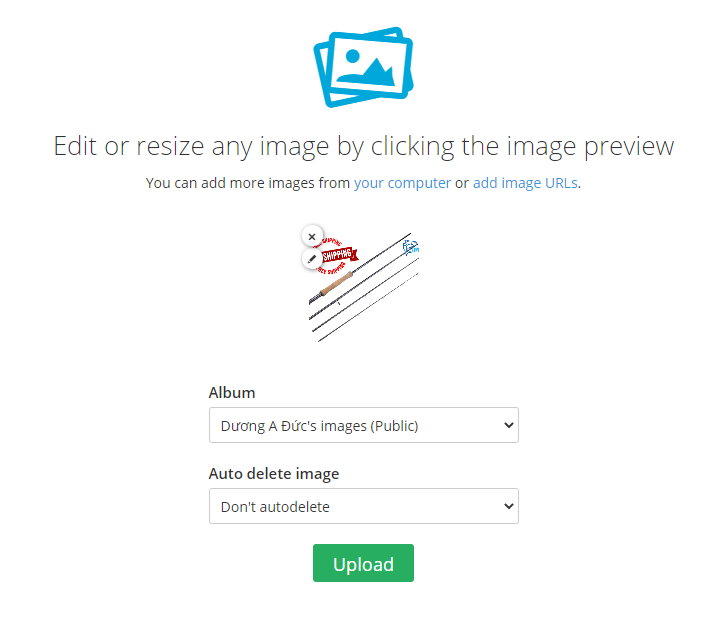 Edit or resize any image by clicking the image preview
You can add more images from your computer or add image URLs.
SHIPPING
Album
Dương A Đức's images (Public)
Auto delete image
Don't autodelete
Upload